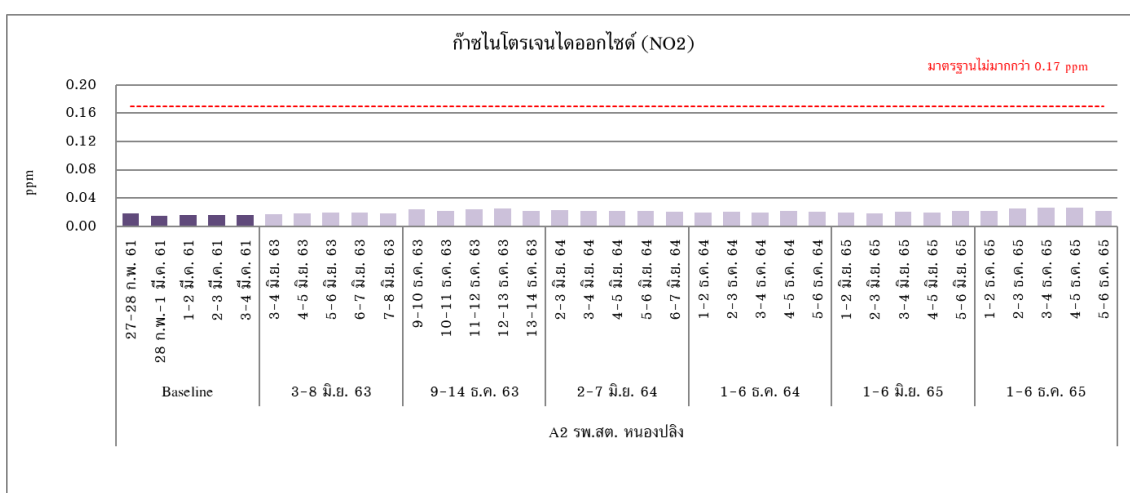 ก๊าซไนโตรเจนไดออกไซด์ (NO2)
มาตรฐานไม่มากกว่า 0.17 ppm
ppm
0.20
0.16
0.12
0.08
0.04
0.00
27-28 ก.พ. 61
28 ก.พ.-1 มี.ค. 61
1-2 มี.ค. 61
2-3 มี.ค. 61
3-4 มี.ค. 61
3-4 มิ.ย. 63
4-5 มิ.ย. 63
5-6 มิ.ย. 63
6-7 มิ.ย. 63
7-8 มิ.ย. 63
9-10 ธ.ค. 63
10-11 ธ.ค. 63
11-12 ธ.ค. 63
12-13 ธ.ค. 63
13-14 ธ.ค. 63
2-3 มิ.ย. 64
3-4 มิ.ย. 64
4-5 มิ.ย. 64
5-6 มิ.ย. 64
6-7 มิ.ย. 64
1-2 ธ.ค. 64
2-3 ธ.ค. 64
3-4 ธ.ค. 64
4-5 ธ.ค. 64
5-6 ธ.ค. 64
1-2 มิ.ย. 65
2-3 มิ.ย. 65
3-4 มิ.ย. 65
4-5 มิ.ย. 65
5-6 มิ.ย. 65
1-2 ธ.ค. 65
2-3 ธ.ค. 65
3-4 ธ.ค. 65
4-5 ธ.ค. 65
5-6 ธ.ค. 65
Baseline
3-8 มิ.ย. 63
9-14 ธ.ค. 63
2-7 มิ.ย. 64
1-6 ธ.ค. 64
1-6 มิ.ย. 65
1-6 ธ.ค. 65
A2 รพ.สต. หนองปลิง